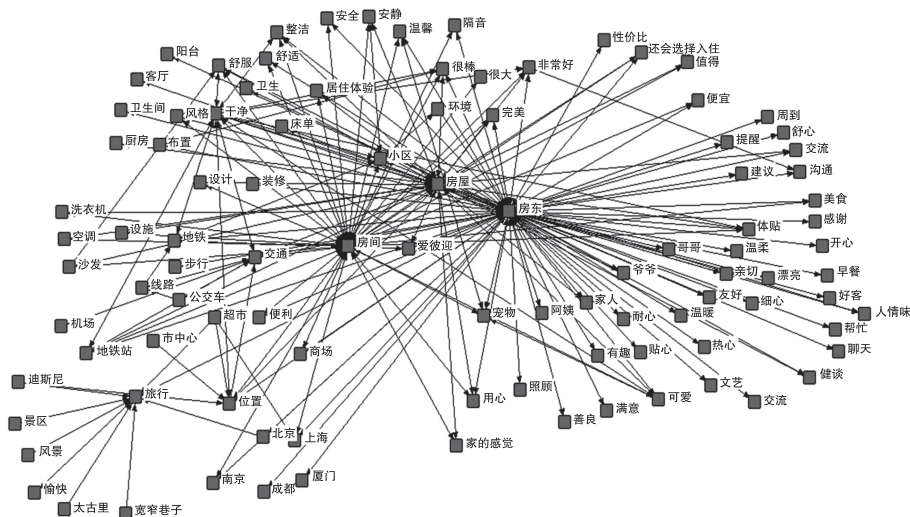 安全
安静
整洁
温馨
隔音
性价比
还会选择入住
阳台
舒服
舒适
很棒
很大
非常好
值得
客厅
卫生
居住体验
便宜
卫生间
风格
干净
环境
完美
床单
周到
舒心
厨房
布置
小区
提醒
交流
设计
装修
房屋
建议
沟通
洗衣机
房东
美食
感谢
空调
设施
地铁
房间
爱彼迎
体贴
开心
沙发
步行
交通
哥哥
温柔
线路
爷爷
亲切
漂亮
早餐
公交车
家人
友好
细心
好客
机场
超市
便利
宠物
阿姨
耐心
温暖
人情味
帮忙
地铁站
市中心
商场
有趣
贴心
热心
聊天
迪斯尼
旅行
位置
用心
照顾
可爱
文艺
健谈
景区
善良
满意
交流
风景
北京
上海
家的感觉
愉快
南京
成都
厦门
太古里
宽窄巷子